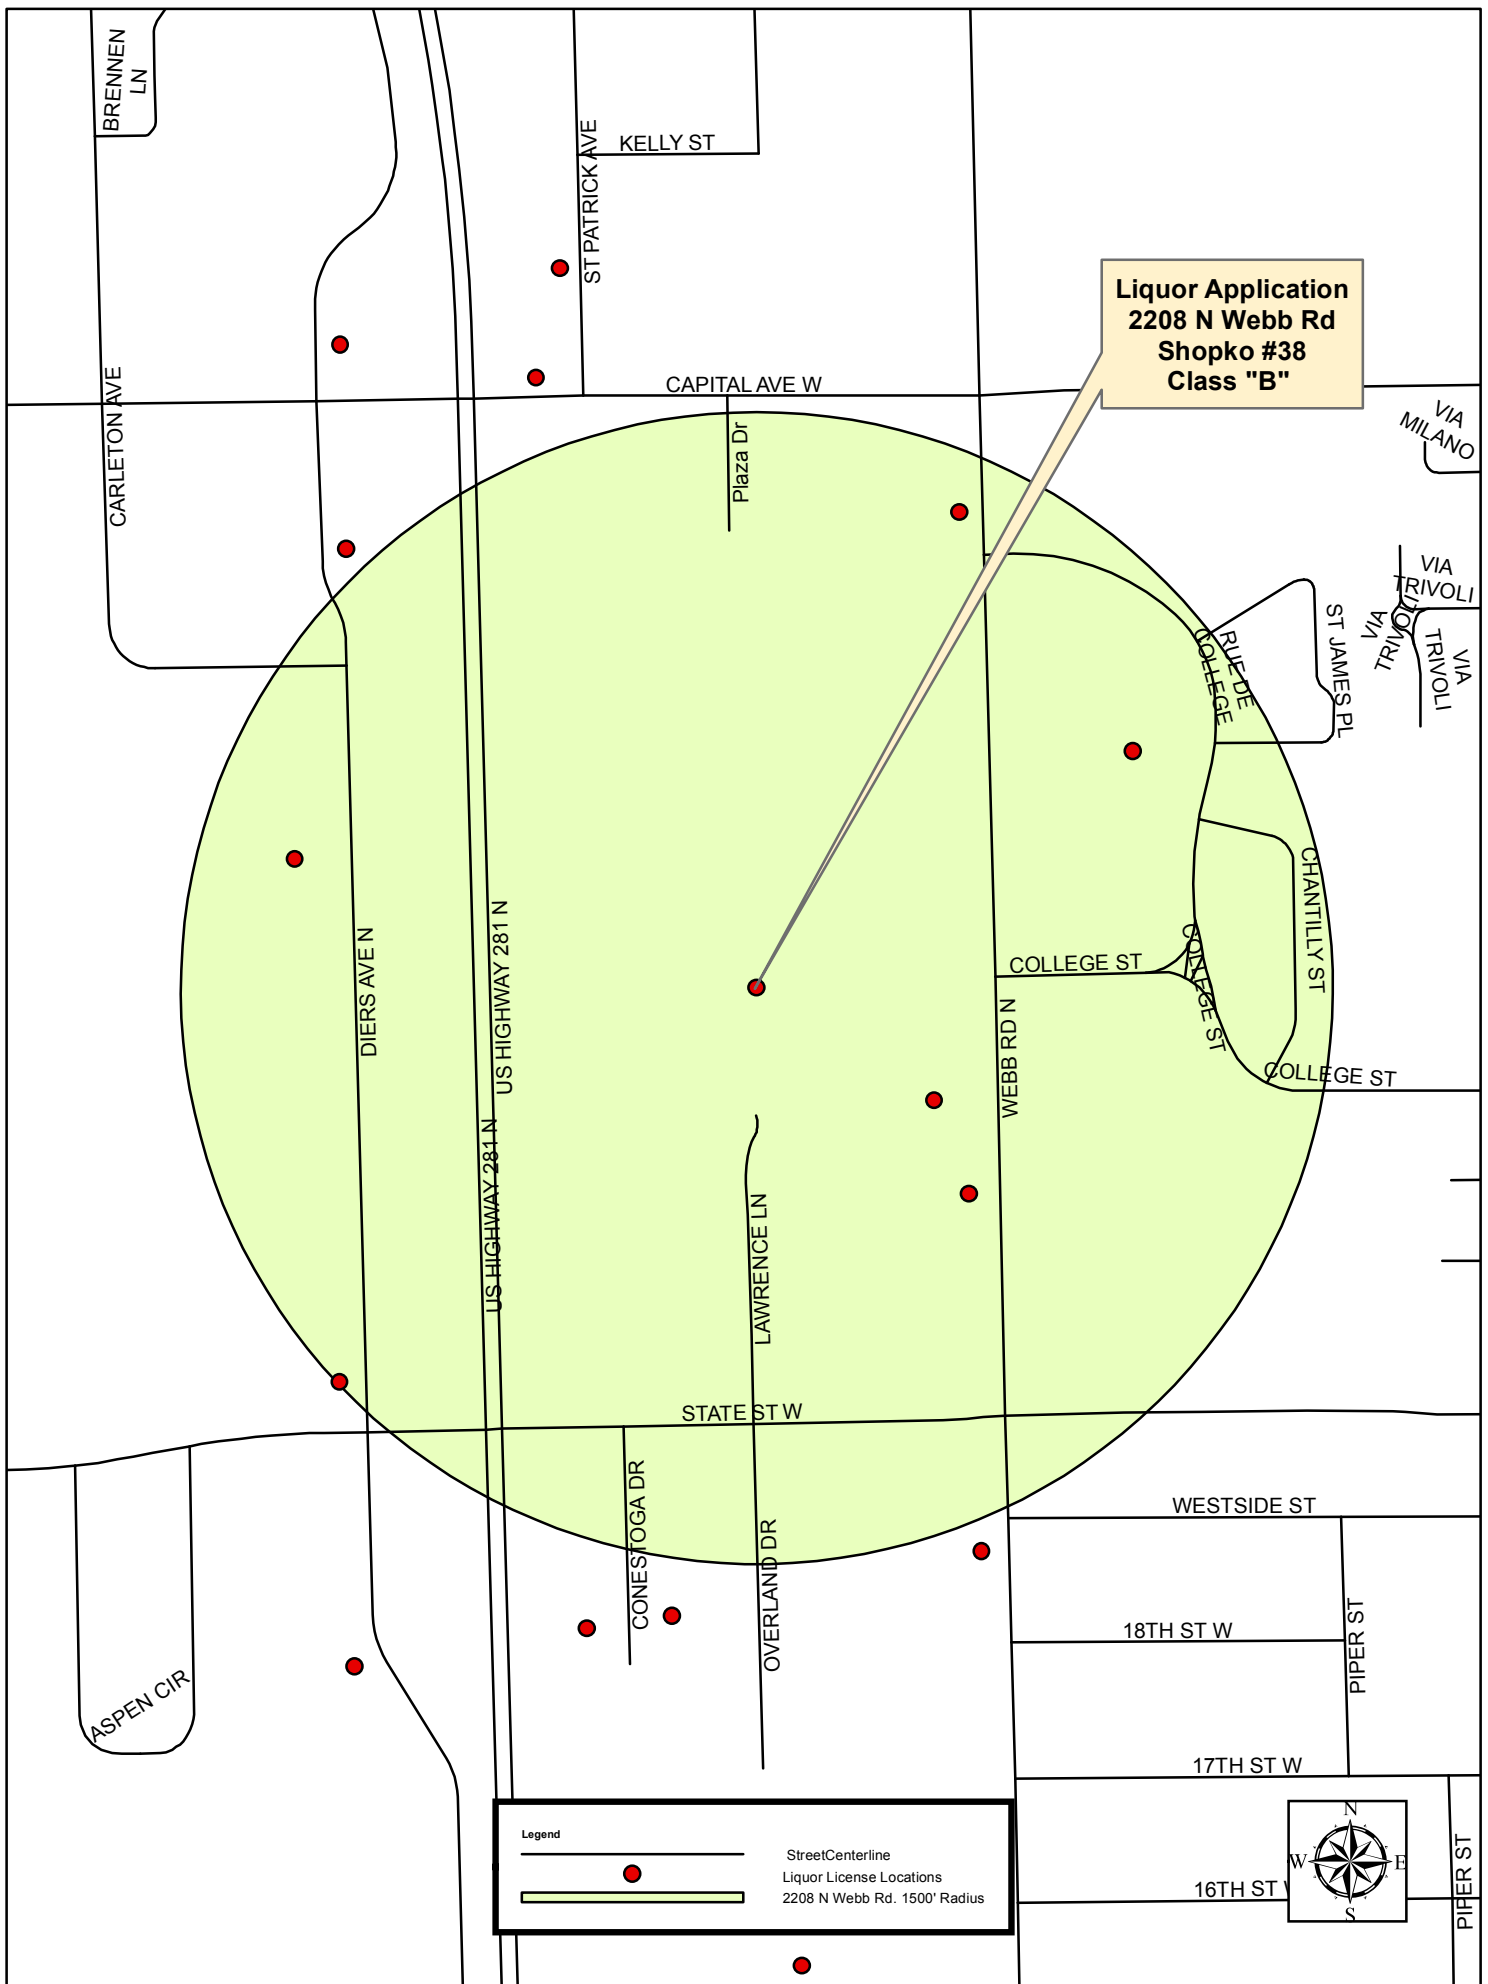 BRENNEN
LN
KELLY ST
ST PATRICK AVE
Liquor Application
2208 N Webb Rd
Shopko #38
Class "B"
CARLETON AVE
CAPITAL AVE W
Plaza Dr
VIA
MILANO
VIA
TRIVOLI
VIA
TRIVOLI
VIA
TRIVOLI
ST JAMES PL
RUE DE
COLLEGE
CHANTILLY ST
DIERS AVE N
US HIGHWAY 281 N
US HIGHWAY 281 N
COLLEGE ST
COLLEGE ST
COLLEGE ST
WEBB RD N
LAWRENCE LN
STATE ST W
CONESTOGA DR
OVERLAND DR
WESTSIDE ST
18TH ST W
PIPER ST
ASPEN CIR
17TH ST W
16TH ST
PIPER ST
Legend
StreetCenterline
Liquor License Locations
2208 N Webb Rd. 1500' Radius
N
W
E
S